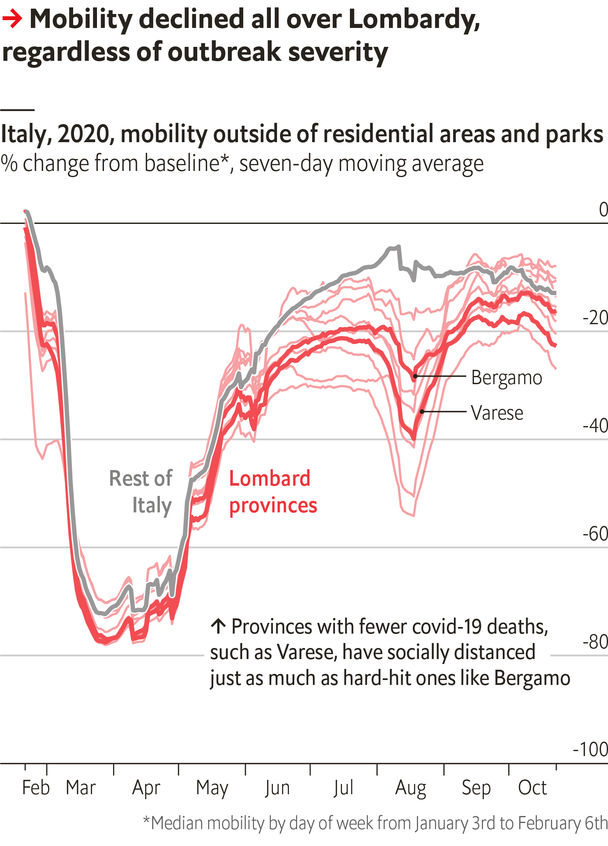 → Mobility declined all over Lombardy,
regardless of outbreak severity
Italy, 2020, mobility outside of residential areas and parks
% change from baseline*, seven-day moving average
0
-20
Bergamo
Varese
-40
Rest of
Italy
Lombard
provinces
-60
↑ Provinces with fewer covid-19 deaths,
such as Varese, have socially distanced
just as much as hard-hit ones like Bergamo
-80
-100
Feb Mar Apr May Jun Jul Aug Sep Oct
*Median mobility by day of week from January 3rd to February 6th